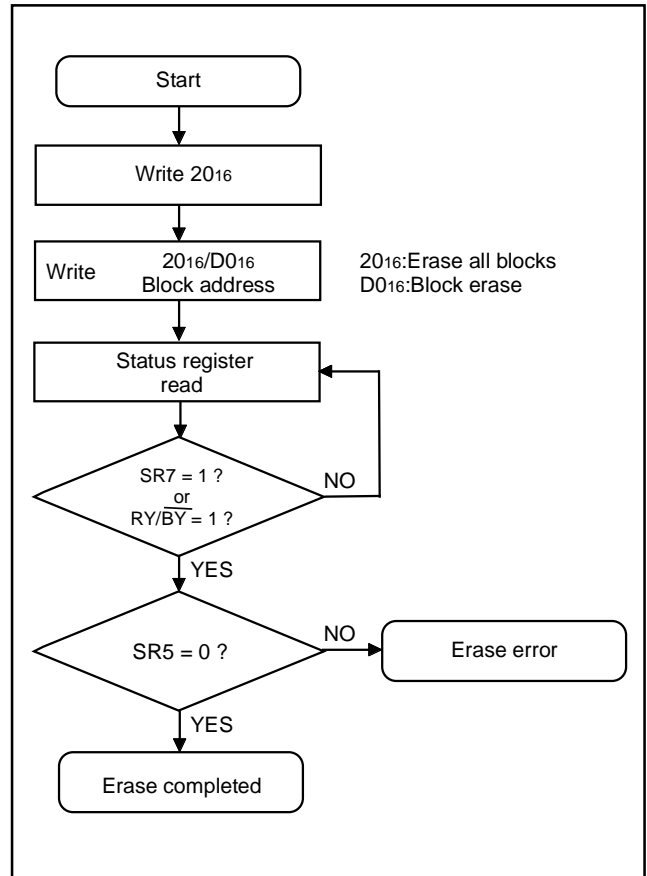 Start
Write 20₁₆
Write 20₁₆/D0₁₆
Block address
20₁₆:Erase all blocks
D0₁₆:Block erase
Status register
read
SR7 = 1 ?
or
RY/B̅Y̅ = 1 ?
NO
YES
SR5 = 0 ?
NO
Erase error
YES
Erase completed